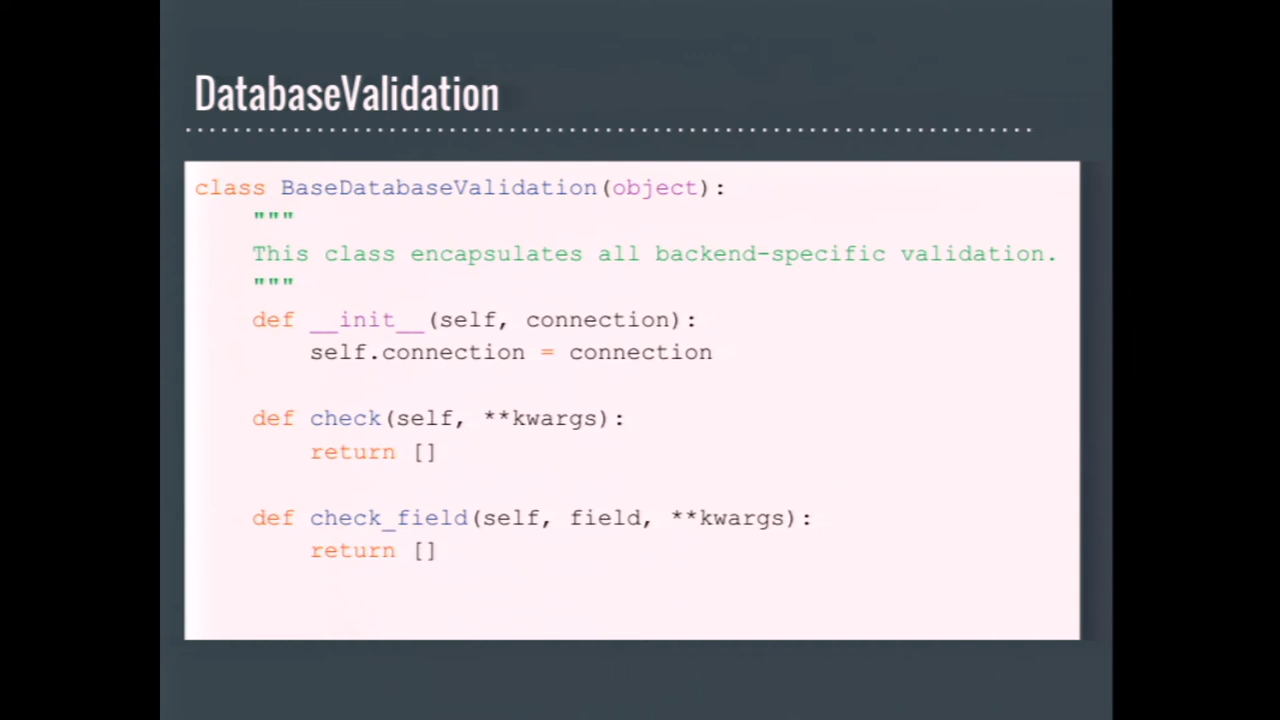 DatabaseValidation
class BaseDatabaseValidation(object):
    """
    This class encapsulates all backend-specific validation.
    """
    def __init__(self, connection):
        self.connection = connection
    def check(self, **kwargs):
        return []
    def check_field(self, field, **kwargs):
        return []